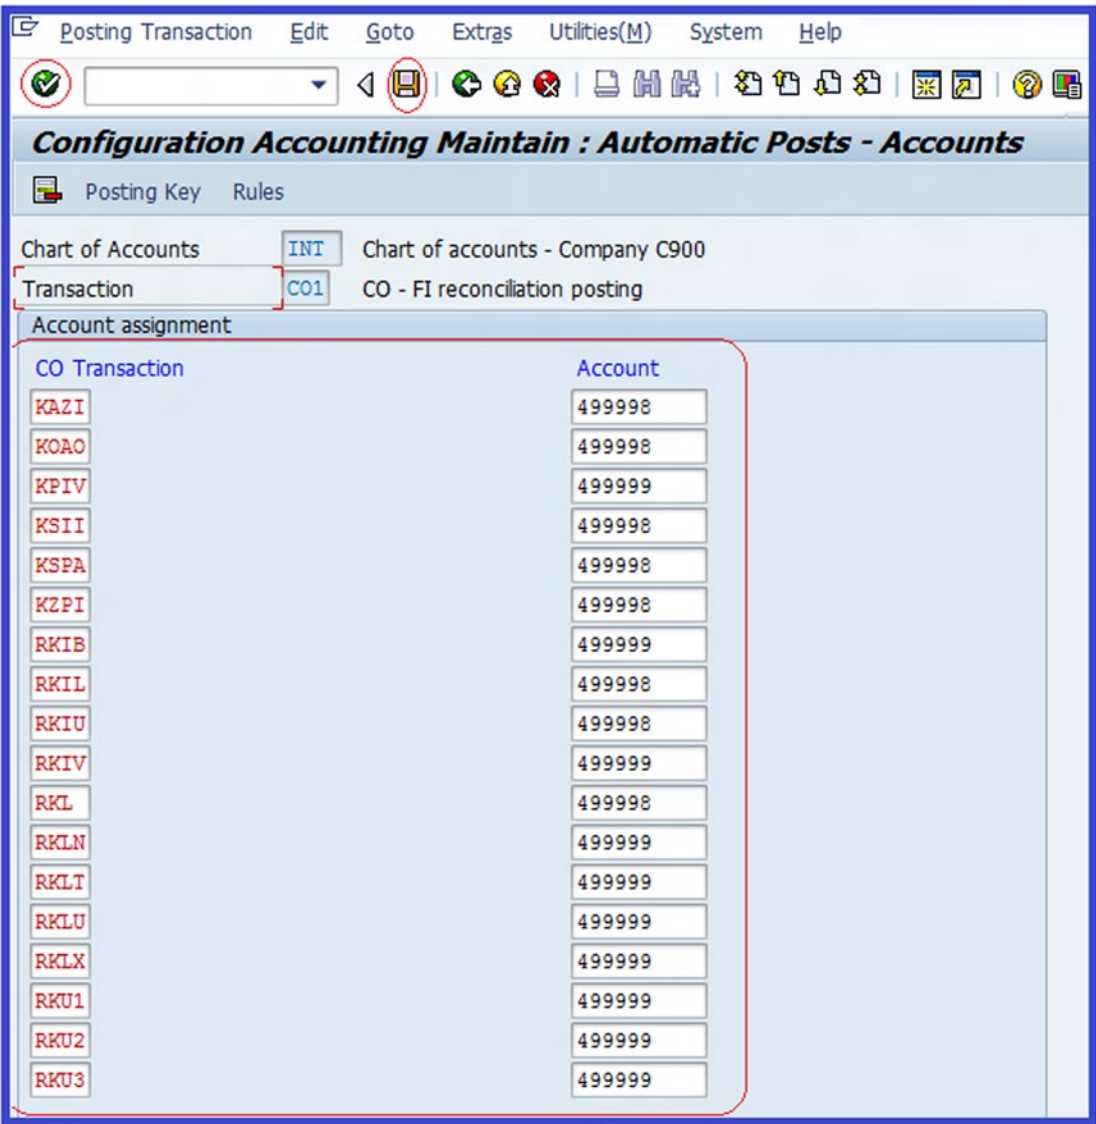 Posting Transaction Edit Goto Extras Utilities(M) System Help
Configuration Accounting Maintain : Automatic Posts - Accounts
Posting Key Rules
Chart of Accounts INT Chart of accounts - Company C900
Transaction CO1 CO - FI reconciliation posting
Account assignment
CO Transaction Account
KAZI 499998
KOAO 499998
KPIV 499999
KSII 499998
KSPA 499998
KZPI 499998
RKIB 499999
RKIL 499998
RKIU 499998
RKIV 499999
RKL 499998
RKLN 499999
RKLT 499999
RKLU 499999
RKLX 499999
RKU1 499999
RKU2 499999
RKU3 499999